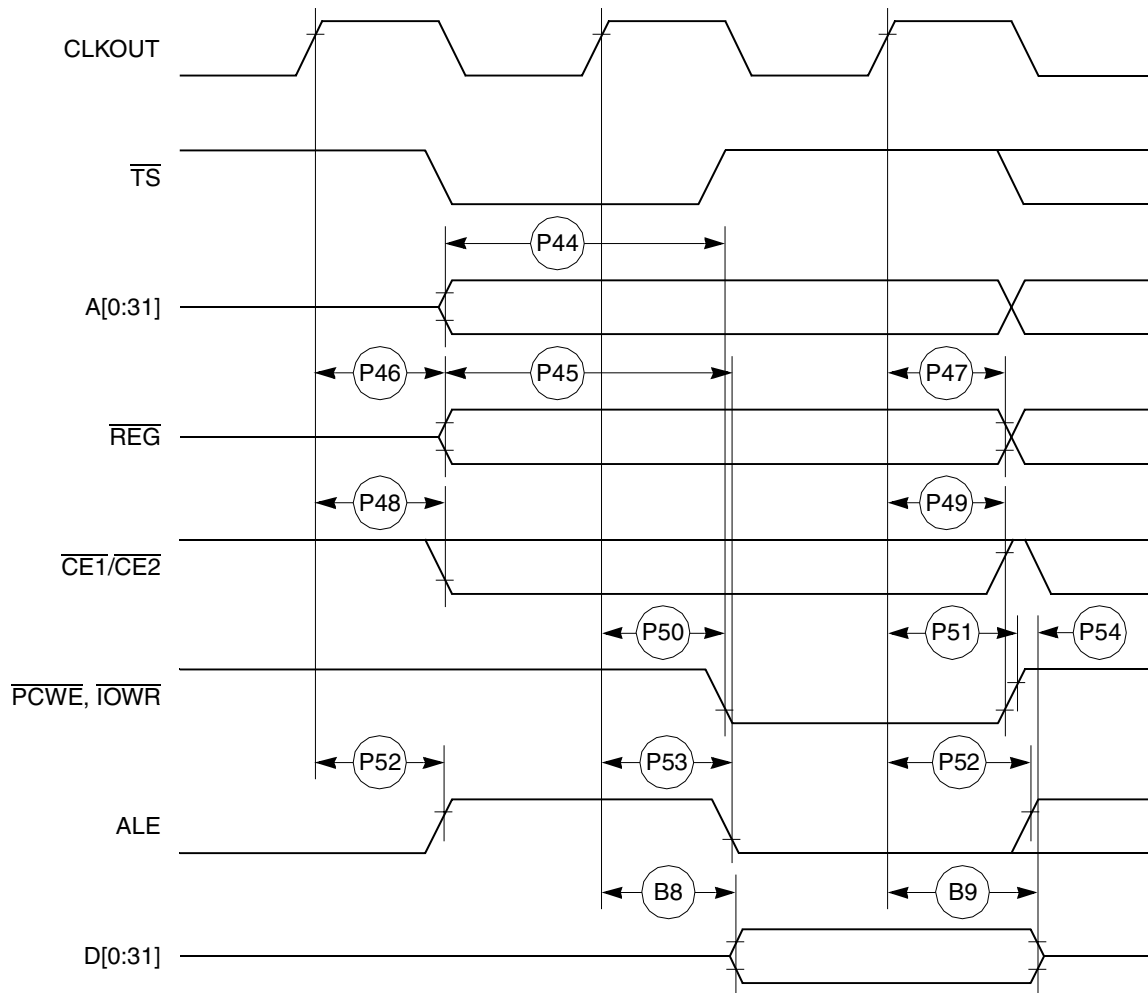 CLKOUT
TS
P44
A[0:31]
P46 P45 P47
REG
P48 P49
CE1/CE2
P50 P51 P54
PCWE, IOWR
P52 P53 P52
ALE
B8 B9
D[0:31]